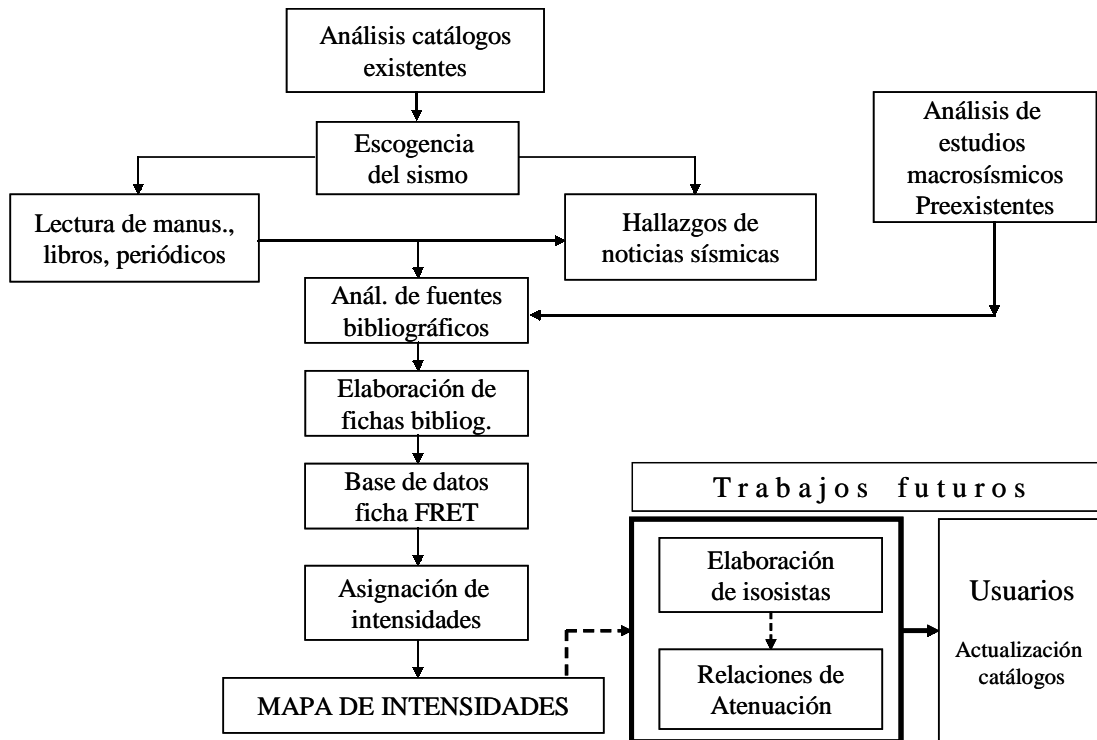 Análisis catálogos
existentes
Escogencia
del sismo
Análisis de
estudios
macrosísmicos
Preexistentes
Lectura de manus.,
libros, periódicos
Hallazgos de
noticias sísmicas
Anál. de fuentes
bibliográficos
Elaboración de
fichas bibliog.
Base de datos
ficha FRET
Asignación de
intensidades
MAPA DE INTENSIDADES
Trabajos futuros
Elaboración
de isosistas
Relaciones de
Atenuación
Usuarios
Actualización
catálogos